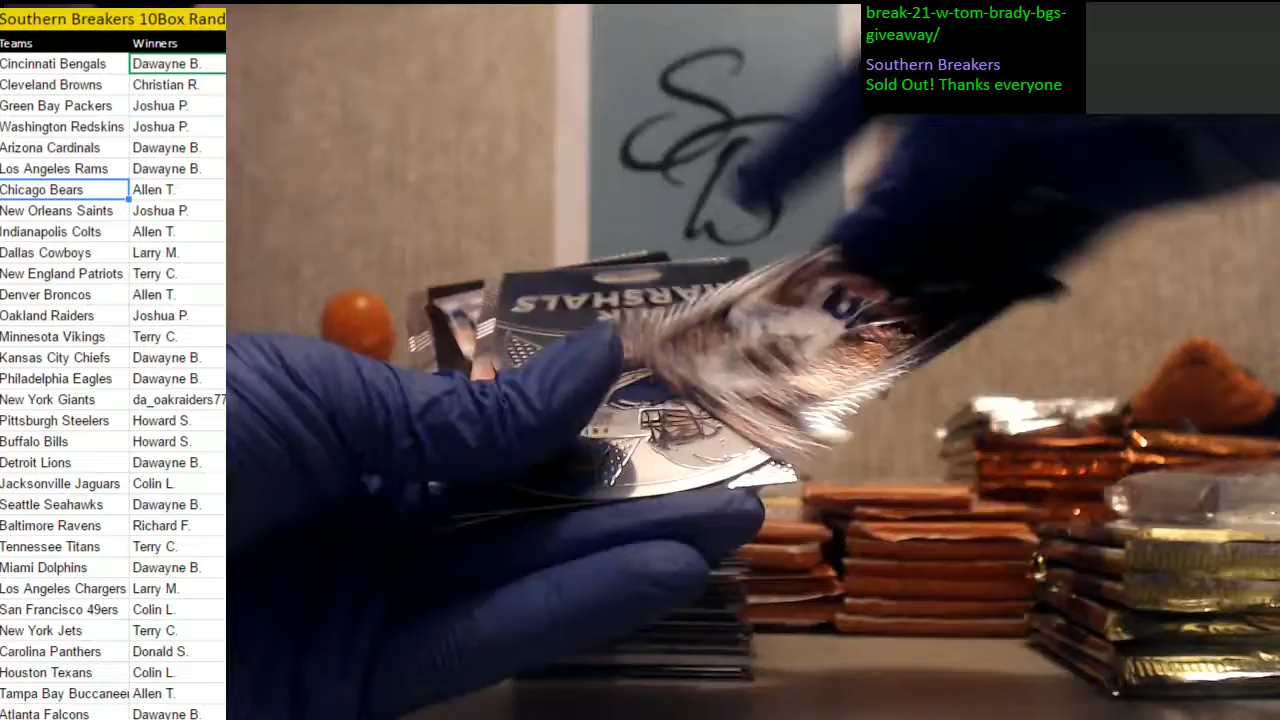 Southern Breakers 10Box Rand
Teams Winners
Cincinnati Bengals Dawayne B.
Cleveland Browns Christian R.
Green Bay Packers Joshua P.
Washington Redskins Joshua P.
Arizona Cardinals Dawayne B.
Los Angeles Rams Dawayne B.
Chicago Bears Allen T.
New Orleans Saints Joshua P.
Indianapolis Colts Allen T.
Dallas Cowboys Larry M.
New England Patriots Terry C.
Denver Broncos Allen T.
Oakland Raiders Joshua P.
Minnesota Vikings Terry C.
Kansas City Chiefs Dawayne B.
Philadelphia Eagles Dawayne B.
New York Giants da_oakraiders77
Pittsburgh Steelers Howard S.
Buffalo Bills Howard S.
Detroit Lions Dawayne B.
Jacksonville Jaguars Colin L.
Seattle Seahawks Dawayne B.
Baltimore Ravens Richard F.
Tennessee Titans Terry C.
Miami Dolphins Dawayne B.
Los Angeles Chargers Larry M.
San Francisco 49ers Colin L.
New York Jets Terry C.
Carolina Panthers Donald S.
Houston Texans Colin L.
Tampa Bay Buccaneer Allen T.
Atlanta Falcons Dawayne B.
break-21-w-tom-brady-bgs-
giveaway/
Southern Breakers
Sold Out! Thanks everyone
MARSHALS